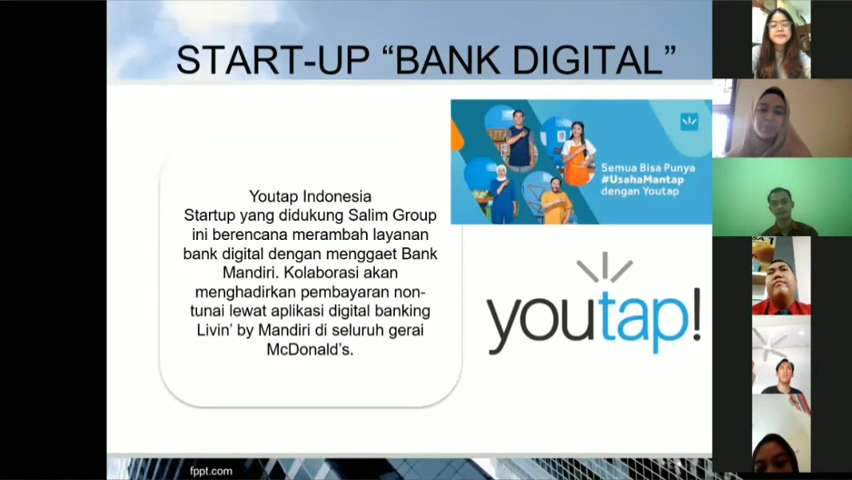 START-UP “BANK DIGITAL”
Semua Bisa Punya
#UsahaMantap
dengan Youtap
Youtap Indonesia
Startup yang didukung Salim Group
ini berencana merambah layanan
bank digital dengan menggaet Bank
Mandiri. Kolaborasi akan
menghadirkan pembayaran non-
tunai lewat aplikasi digital banking
Livin’ by Mandiri di seluruh gerai
McDonald’s.
youtap!
fppt.com